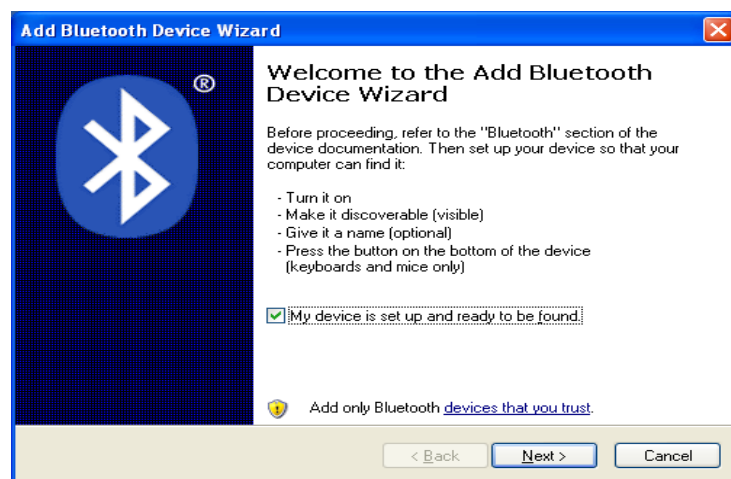 Add Bluetooth Device Wizard
®
Welcome to the Add Bluetooth
Device Wizard
Before proceeding, refer to the "Bluetooth" section of the
device documentation. Then set up your device so that your
computer can find it:
- Turn it on
- Make it discoverable (visible)
- Give it a name (optional)
- Press the button on the bottom of the device
(keyboards and mice only)
My device is set up and ready to be found.
Add only Bluetooth devices that you trust.
< Back Next > Cancel